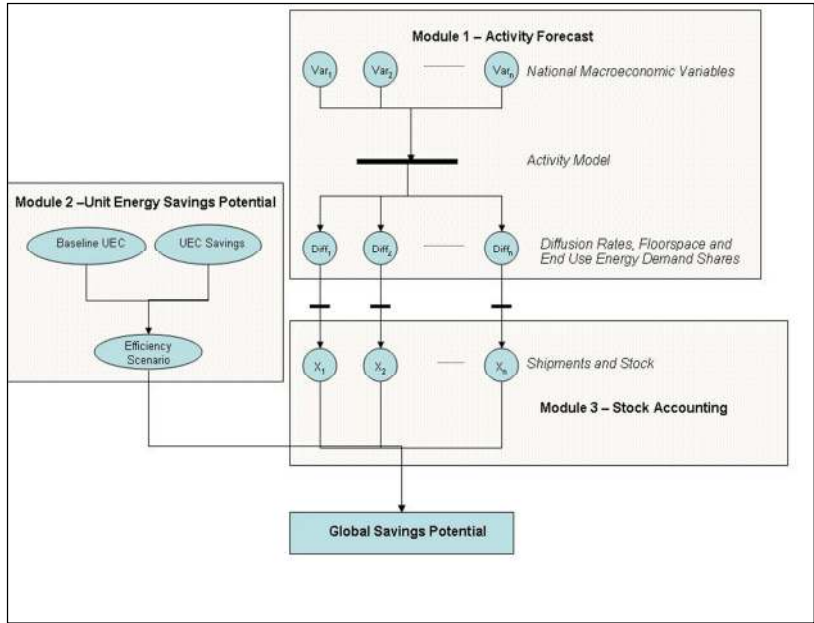 Module 1 – Activity Forecast
Var1 Var2 Varn National Macroeconomic Variables
Activity Model
Module 2 –Unit Energy Savings Potential
Baseline UEC UEC Savings
Diff1 Diff2 Diffn Diffusion Rates, Floorspace and
End Use Energy Demand Shares
Efficiency
Scenario
X1 X2 Xn Shipments and Stock
Module 3 – Stock Accounting
Global Savings Potential